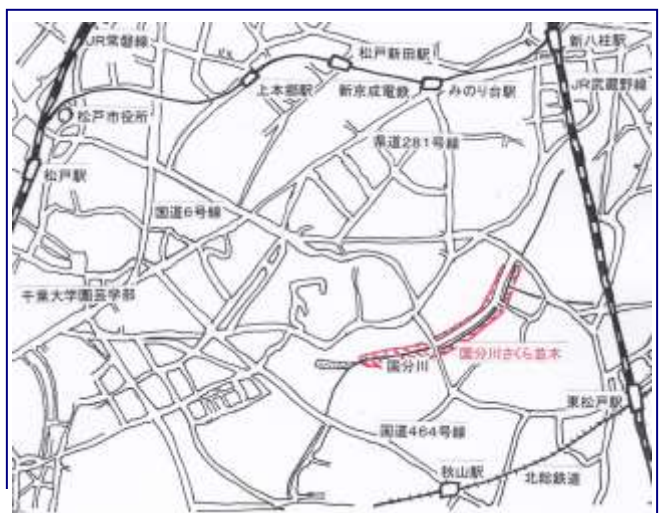 JR常磐線
松戸新田駅
新八柱駅
上本郷駅
新京成電鉄
みのり台駅
JR武蔵野線
松戸市役所
県道281号線
松戸駅
国道6号線
千葉大学園芸学部
国分川さくら並木
国分川
東松戸駅
国道464号線
秋山駅
北総鉄道